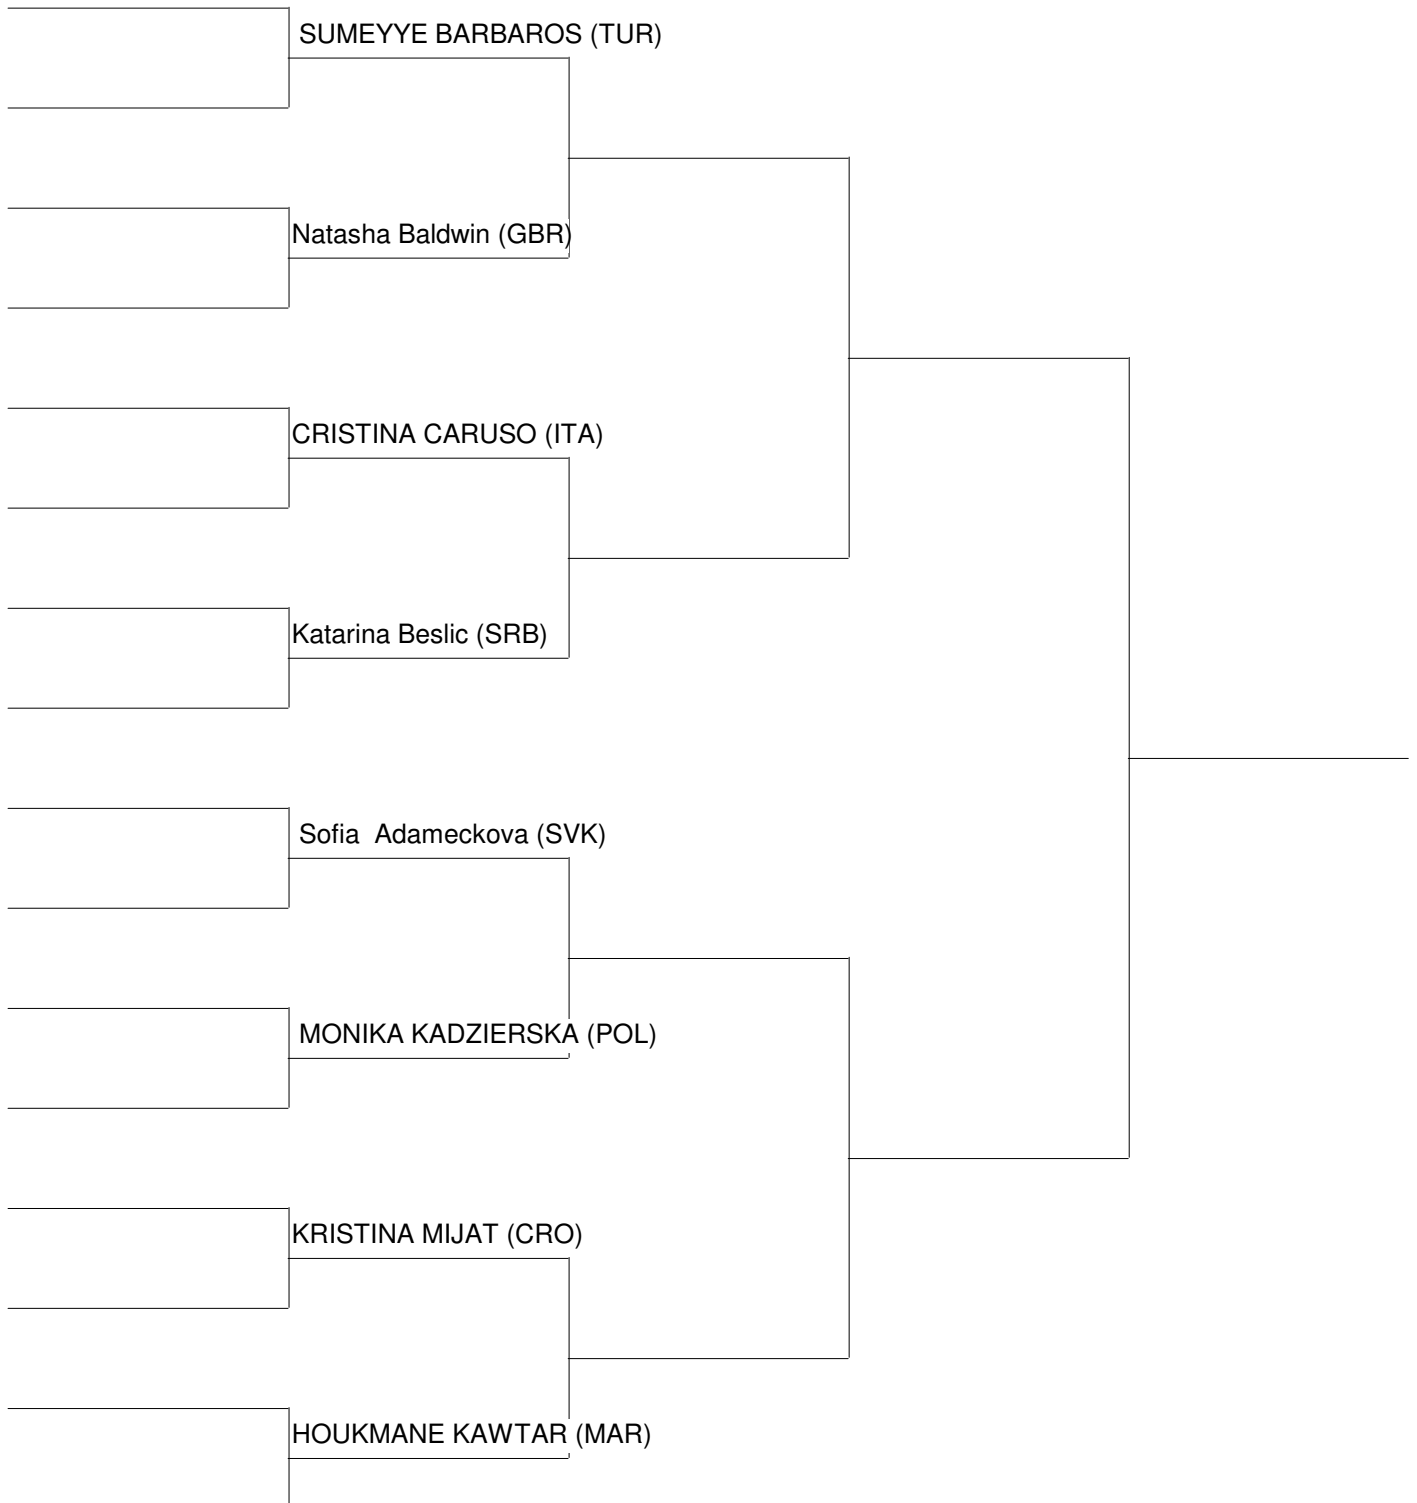 SUMEYYE BARBAROS (TUR)
Natasha Baldwin (GBR)
CRISTINA CARUSO (ITA)
Katarina Beslic (SRB)
Sofia  Adameckova (SVK)
MONIKA KADZIERSKA (POL)
KRISTINA MIJAT (CRO)
HOUKMANE KAWTAR (MAR)